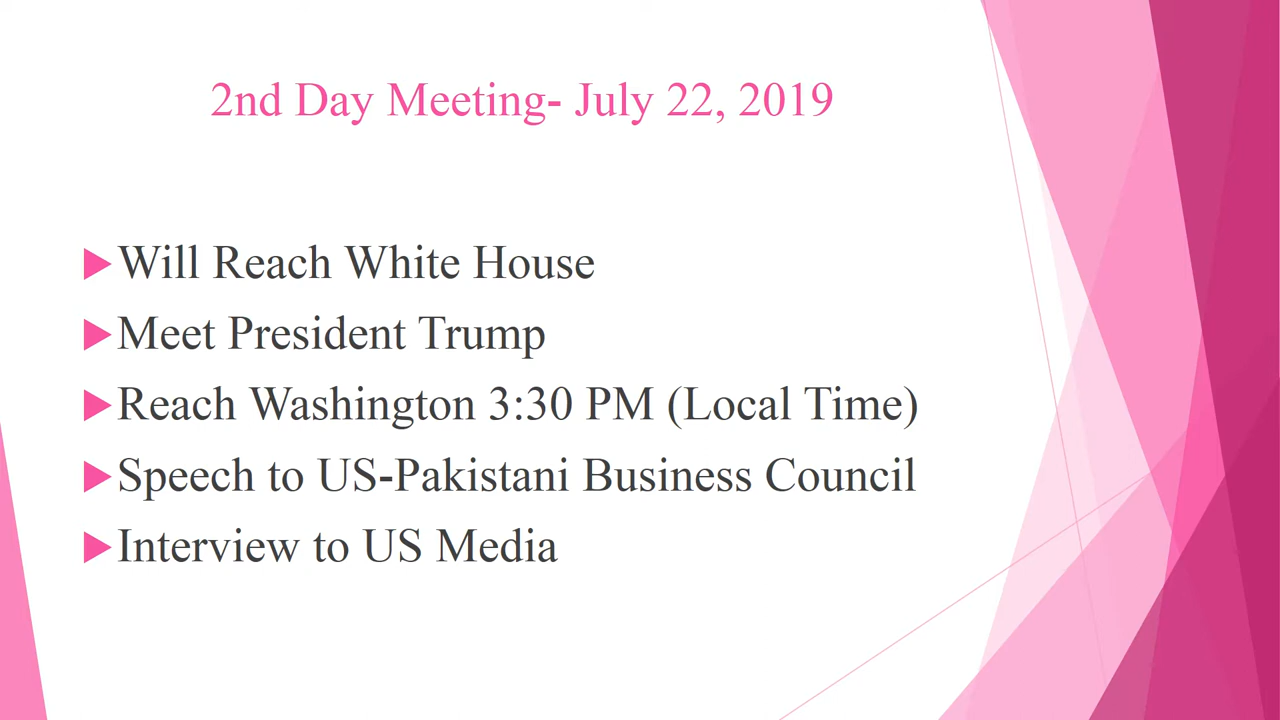 2nd Day Meeting- July 22, 2019
Will Reach White House
Meet President Trump
Reach Washington 3:30 PM (Local Time)
Speech to US-Pakistani Business Council
Interview to US Media